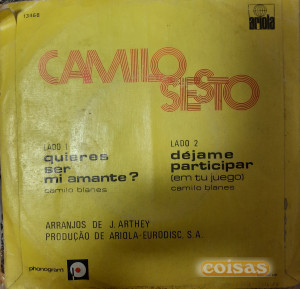 ariola
CAMILO
SESTO
LADO 1
quieres
ser
mi amante?
camilo blanes
LADO 2
déjame
participar
(em tu juego)
camilo blanes
ARRANJOS DE J. ARTHEY
PRODUÇÃO DE ARIOLA-EURODISC, S.A.
phonogram
coisas